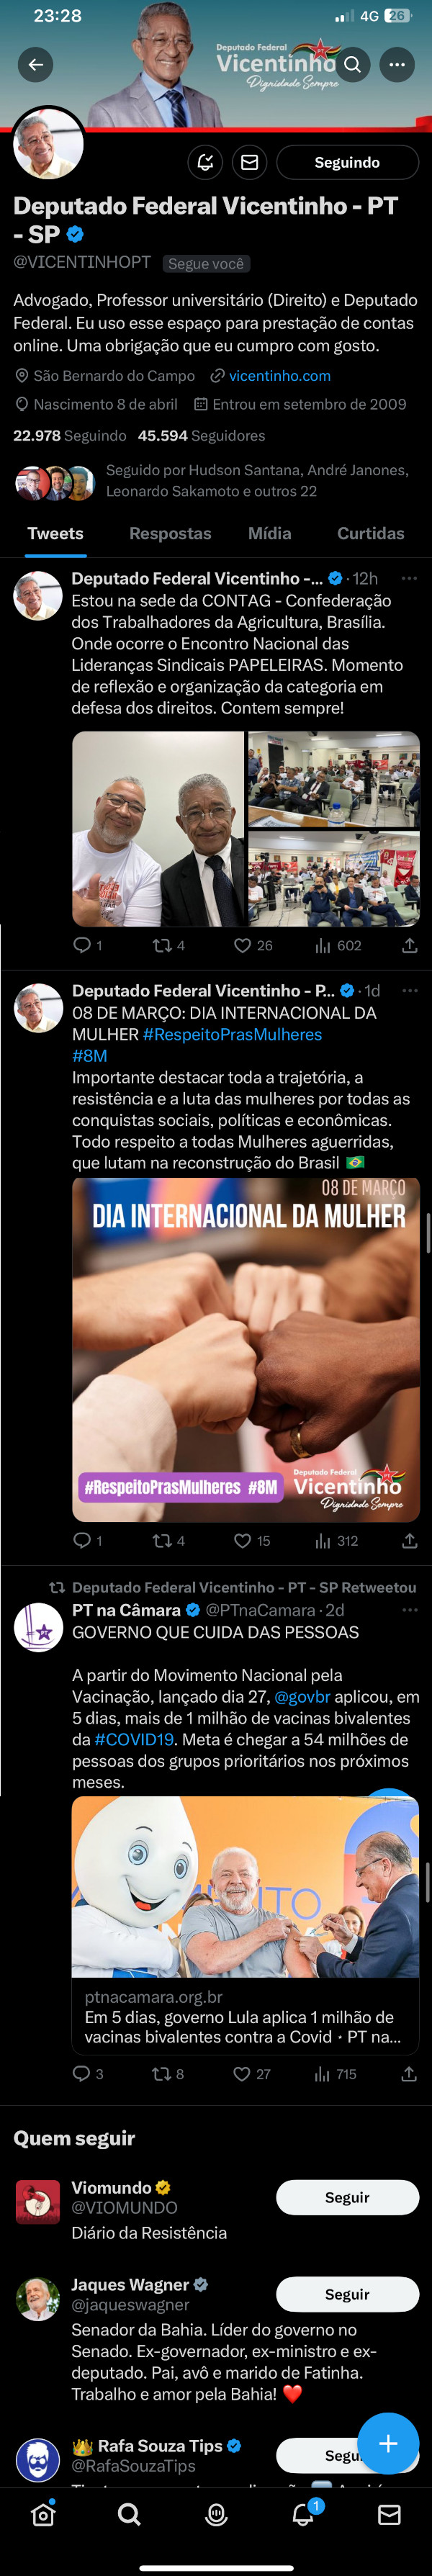 23:28
4G 26
Deputado Federal
Vicentinho
Dignidade Sempre
Seguindo
Deputado Federal Vicentinho - PT
- SP
@VICENTINHOPT Segue você
Advogado, Professor universitário (Direito) e Deputado
Federal. Eu uso esse espaço para prestação de contas
online. Uma obrigação que eu cumpro com gosto.
São Bernardo do Campo vicentinho.com
Nascimento 8 de abril Entrou em setembro de 2009
22.978 Seguindo 45.594 Seguidores
Seguido por Hudson Santana, André Janones,
Leonardo Sakamoto e outros 22
Tweets Respostas Mídia Curtidas
Deputado Federal Vicentinho -... · 12h
Estou na sede da CONTAG - Confederação
dos Trabalhadores da Agricultura, Brasília.
Onde ocorre o Encontro Nacional das
Lideranças Sindicais PAPELEIRAS. Momento
de reflexão e organização da categoria em
defesa dos direitos. Contem sempre!
1 4 26 602
Deputado Federal Vicentinho - P... · 1d
08 DE MARÇO: DIA INTERNACIONAL DA
MULHER #RespeitoPrasMulheres
#8M
Importante destacar toda a trajetória, a
resistência e a luta das mulheres por todas as
conquistas sociais, políticas e econômicas.
Todo respeito a todas Mulheres aguerridas,
que lutam na reconstrução do Brasil 🇧🇷
08 DE MARÇO
DIA INTERNACIONAL DA MULHER
#RespeitoPrasMulheres #8M
Deputado Federal
PT
Vicentinho
Dignidade Sempre
1 4 15 312
Deputado Federal Vicentinho - PT - SP Retweetou
PT na Câmara @PTnaCamara · 2d
GOVERNO QUE CUIDA DAS PESSOAS
A partir do Movimento Nacional pela
Vacinação, lançado dia 27, @govbr aplicou, em
5 dias, mais de 1 milhão de vacinas bivalentes
da #COVID19. Meta é chegar a 54 milhões de
pessoas dos grupos prioritários nos próximos
meses.
ptnacamara.org.br
Em 5 dias, governo Lula aplica 1 milhão de
vacinas bivalentes contra a Covid • PT na...
3 8 27 715
Quem seguir
Viomundo
@VIOMUNDO
Seguir
Diário da Resistência
Jaques Wagner
@jaqueswagner
Seguir
Senador da Bahia. Líder do governo no
Senado. Ex-governador, ex-ministro e ex-
deputado. Pai, avô e marido de Fatinha.
Trabalho e amor pela Bahia! ❤️
👑 Rafa Souza Tips
@RafaSouzaTips
1